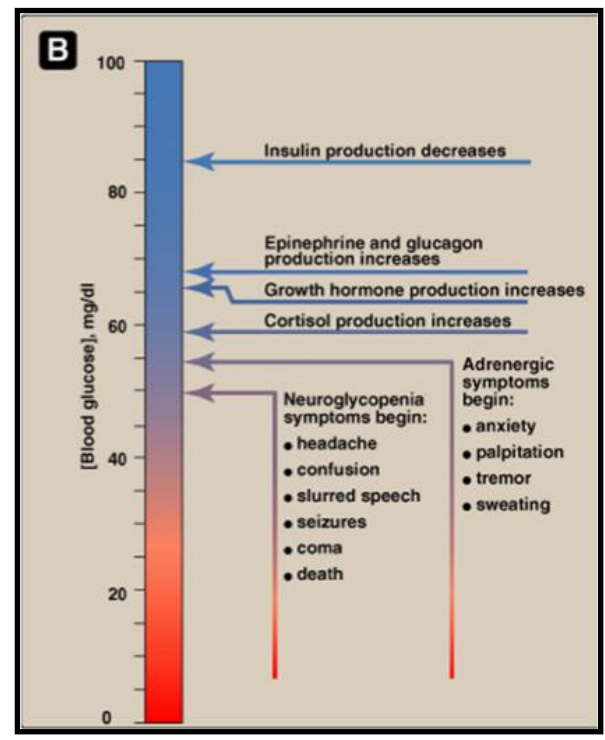 B
100
80
60
40
20
0
[Blood glucose], mg/dl
Insulin production decreases
Epinephrine and glucagon
production increases
Growth hormone production increases
Cortisol production increases
Neuroglycopenia
symptoms begin:
● headache
● confusion
● slurred speech
● seizures
● coma
● death
Adrenergic
symptoms
begin:
● anxiety
● palpitation
● tremor
● sweating